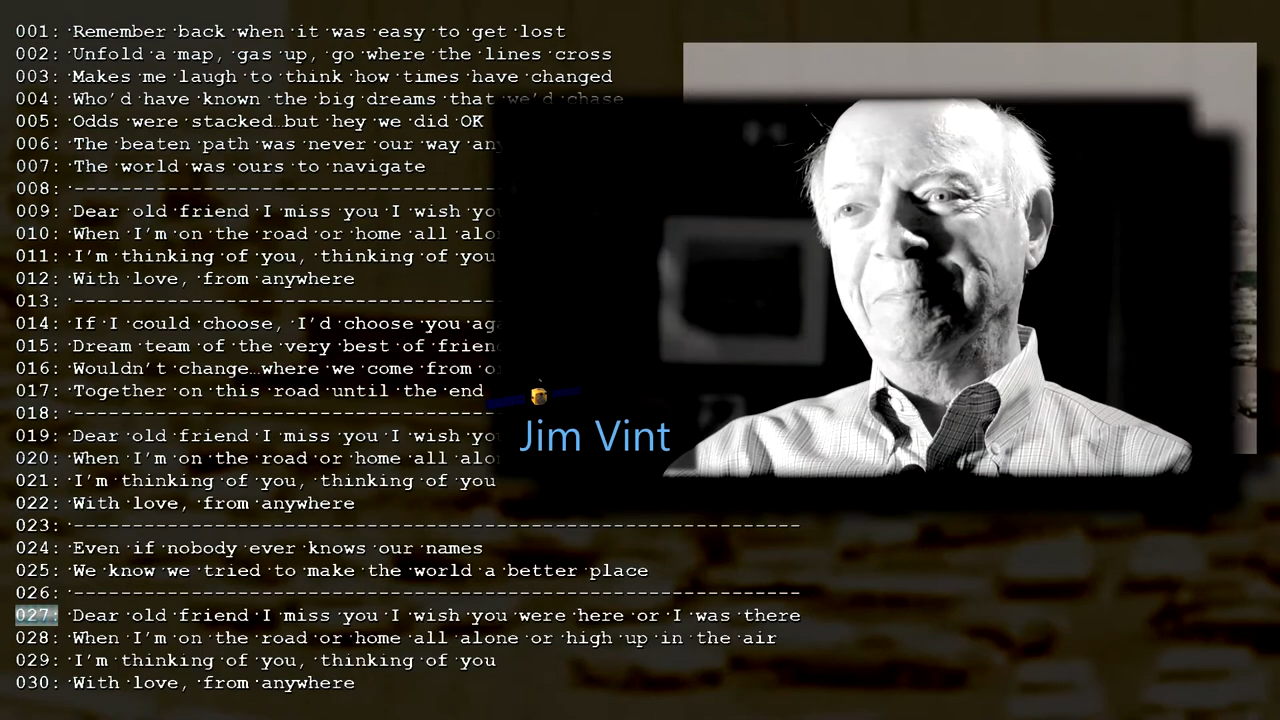 001: Remember back when it was easy to get lost
002: Unfold a map, gas up, go where the lines cross
003: Makes me laugh to think how times have changed
004: Who'd have known the big dreams that we'd chase
005: Odds were stacked…but hey we did OK
006: The beaten path was never our way
007: The world was ours to navigate
008: ------------------------------------
009: Dear old friend I miss you I wish
010: When I'm on the road or home all
011: I'm thinking of you, thinking of you
012: With love, from anywhere
013: ------------------------------------
014: If I could choose, I'd choose you
015: Dream team of the very best of
016: Wouldn't change…where we come from
017: Together on this road until the end
018: ------------------------------------
019: Dear old friend I miss you I wish
020: When I'm on the road or home all
021: I'm thinking of you, thinking of you
022: With love, from anywhere
023: --------------------------------------------------------------
024: Even if nobody ever knows our names
025: We know we tried to make the world a better place
026: --------------------------------------------------------------
027: Dear old friend I miss you I wish you were here or I was there
028: When I'm on the road or home all alone or high up in the air
029: I'm thinking of you, thinking of you
030: With love, from anywhere
Jim Vint